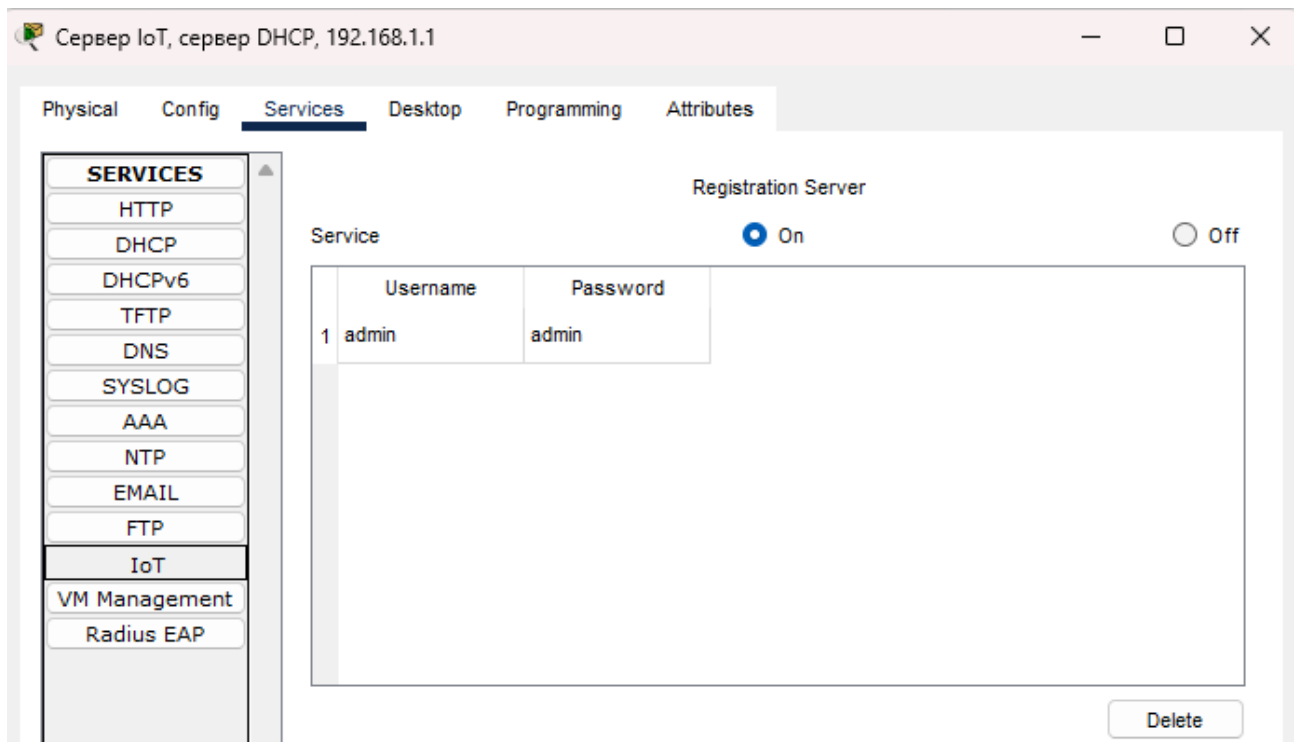 Сервер IoT, сервер DHCP, 192.168.1.1
Physical Config Services Desktop Programming Attributes
SERVICES
HTTP
DHCP
DHCPv6
TFTP
DNS
SYSLOG
AAA
NTP
EMAIL
FTP
IoT
VM Management
Radius EAP
Registration Server
Service On Off
Username Password
1 admin admin
Delete